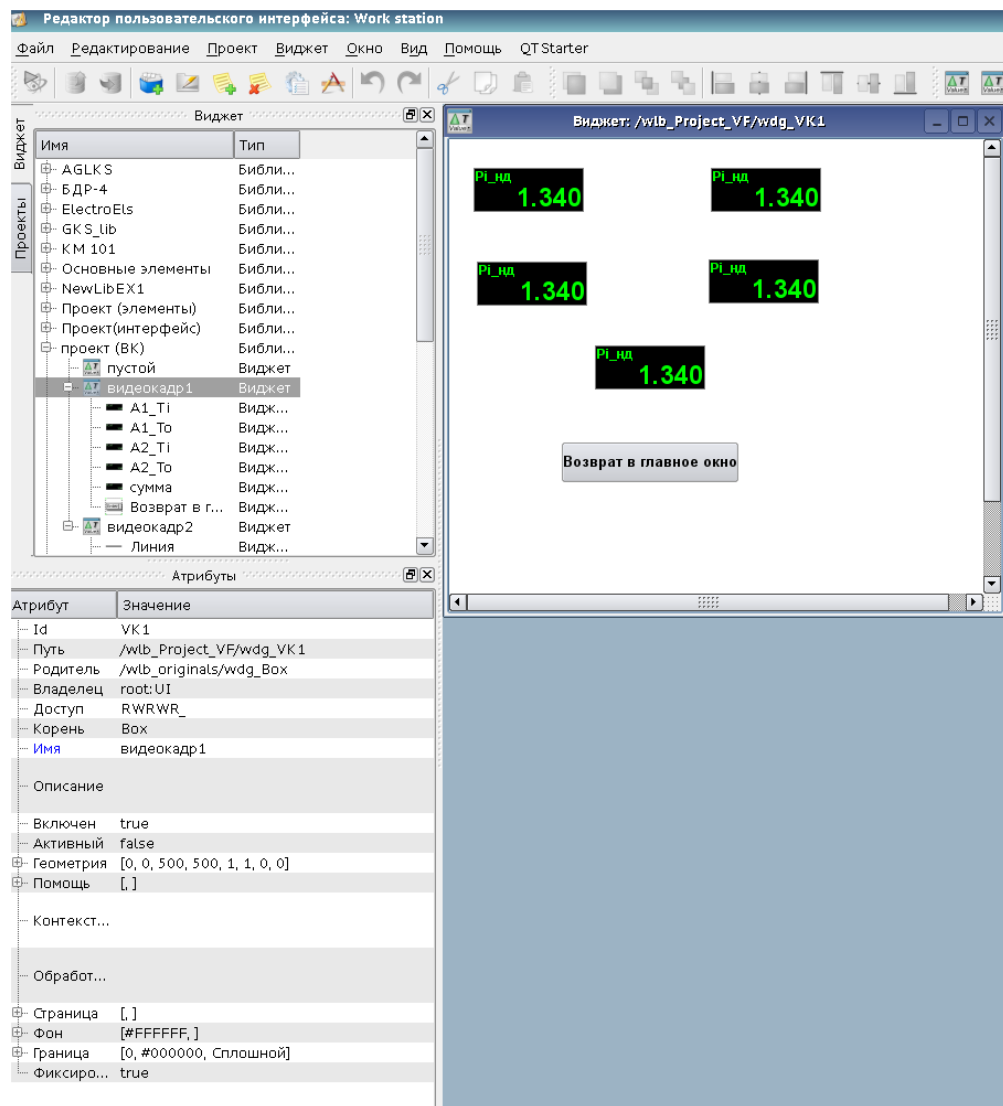 Редактор пользовательского интерфейса: Work station
Файл Редактирование Проект Виджет Окно Вид Помощь QTStarter
Виджет
Виджет
Проекты
Имя Тип
AGLKS Библи...
БДР-4 Библи...
ElectroEls Библи...
GKS_lib Библи...
КМ 101 Библи...
Основные элементы Библи...
NewLibEX1 Библи...
Проект (элементы) Библи...
Проект(интерфейс) Библи...
проект (ВК) Библи...
пустой Виджет
видеокадр1 Виджет
A1_Ti Видж...
A1_To Видж...
A2_Ti Видж...
A2_To Видж...
сумма Видж...
Возврат в г... Видж...
видеокадр2 Виджет
Линия Видж...
Атрибуты
Атрибут Значение
Id VK1
Путь /wlb_Project_VF/wdg_VK1
Родитель /wlb_originals/wdg_Box
Владелец root:UI
Доступ RWRWR_
Корень Box
Имя видеокадр1
Описание
Включен true
Активный false
Геометрия [0, 0, 500, 500, 1, 1, 0, 0]
Помощь [, ]
Контекст...
Обработ...
Страница [, ]
Фон [#FFFFFF, ]
Граница [0, #000000, Сплошной]
Фиксиро... true
Виджет: /wlb_Project_VF/wdg_VK1
Pi_нд
1.340
Pi_нд
1.340
Pi_нд
1.340
Pi_нд
1.340
Pi_нд
1.340
Возврат в главное окно